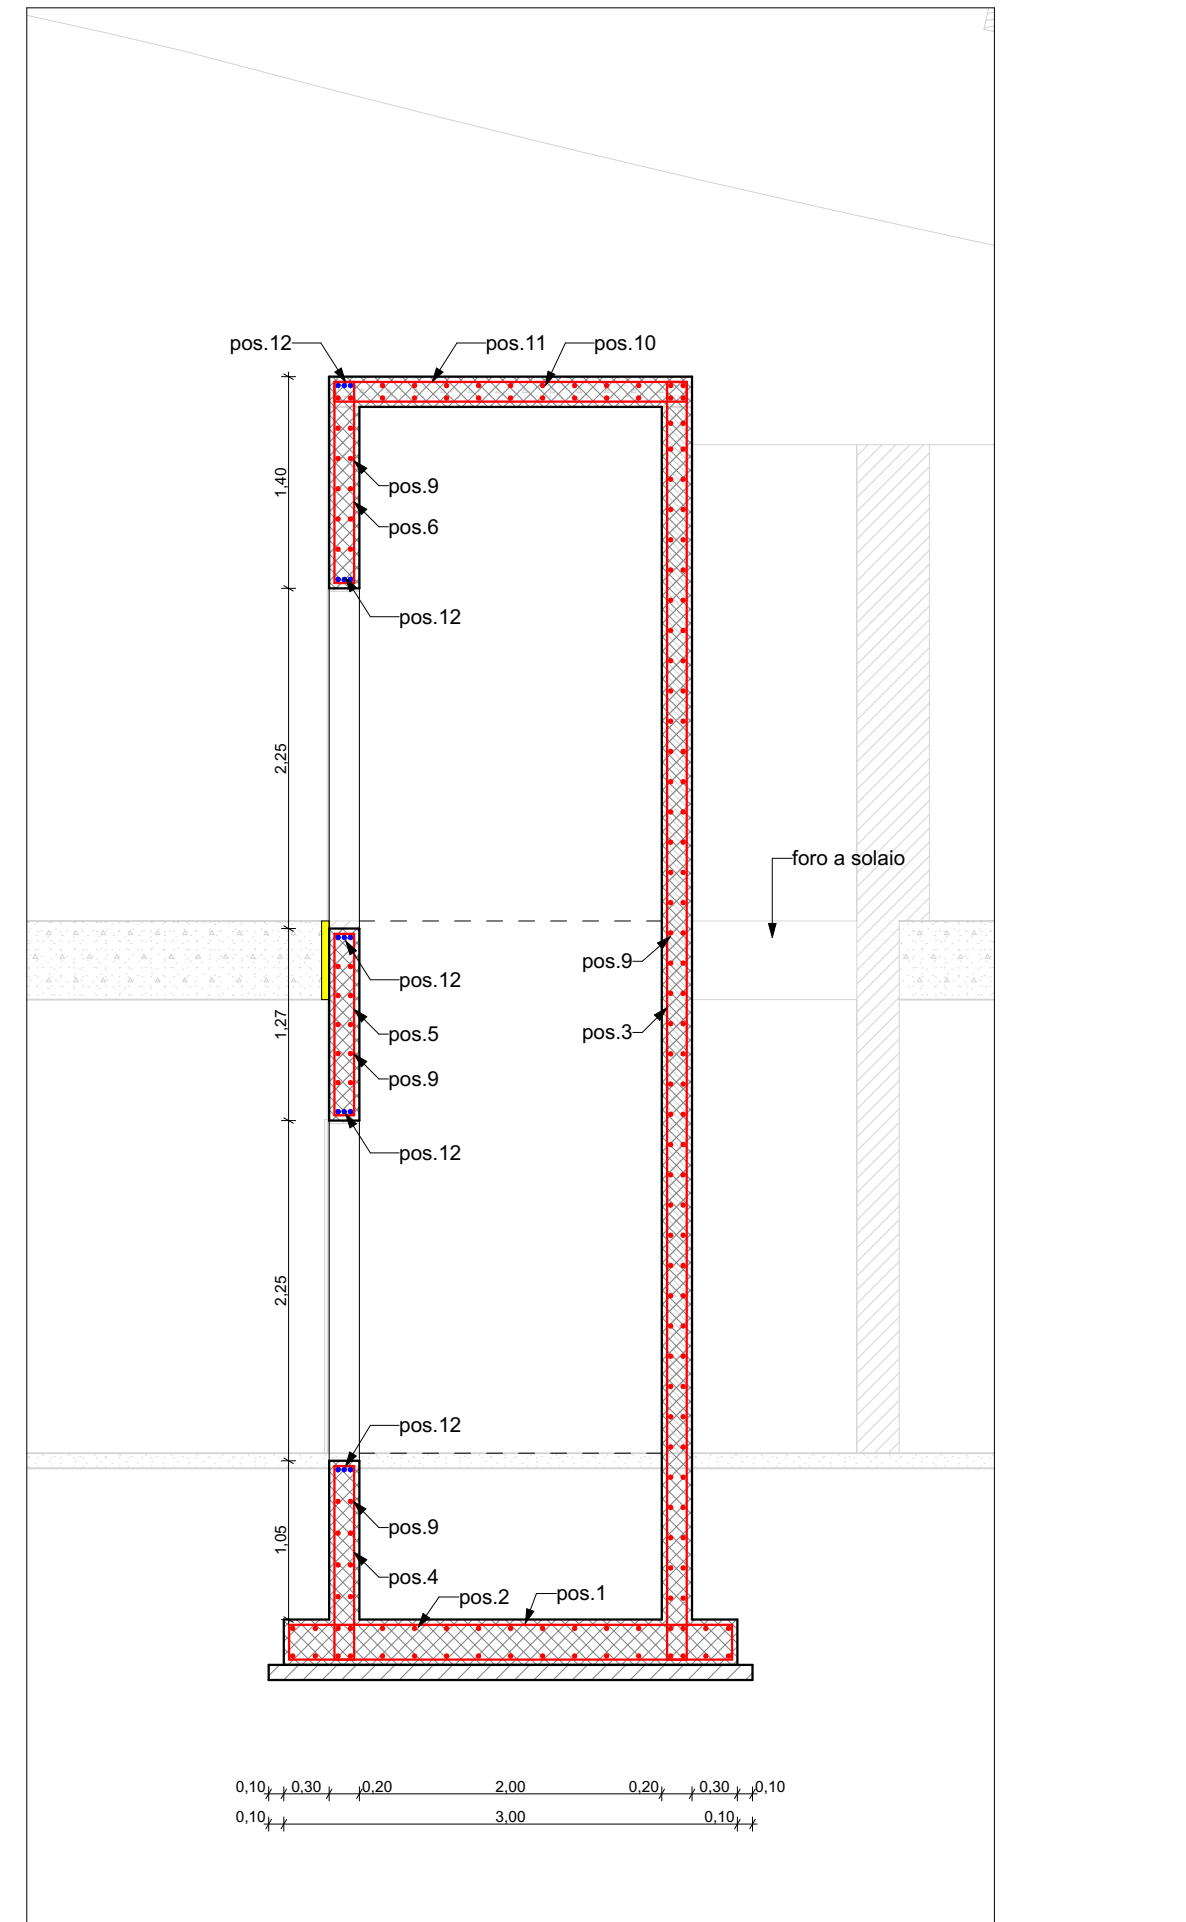 pos.12
pos.11
pos.10
1,40
pos.9
pos.6
pos.12
2,25
foro a solaio
pos.9
pos.12
1,27
pos.5
pos.3
pos.9
pos.12
2,25
pos.12
pos.9
1,05
pos.4
pos.2
pos.1
0,10 0,30 0,20 2,00 0,20 0,30 0,10
0,10 3,00 0,10